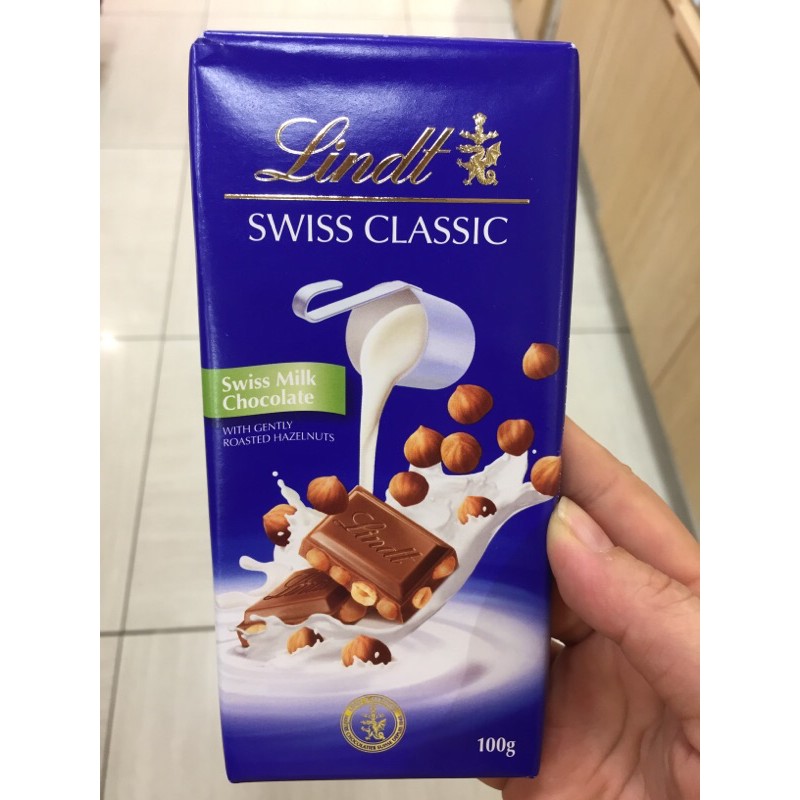 Lindt
SWISS CLASSIC
Swiss Milk
Chocolate
WITH GENTLY
ROASTED HAZELNUTS
Lindt
100g